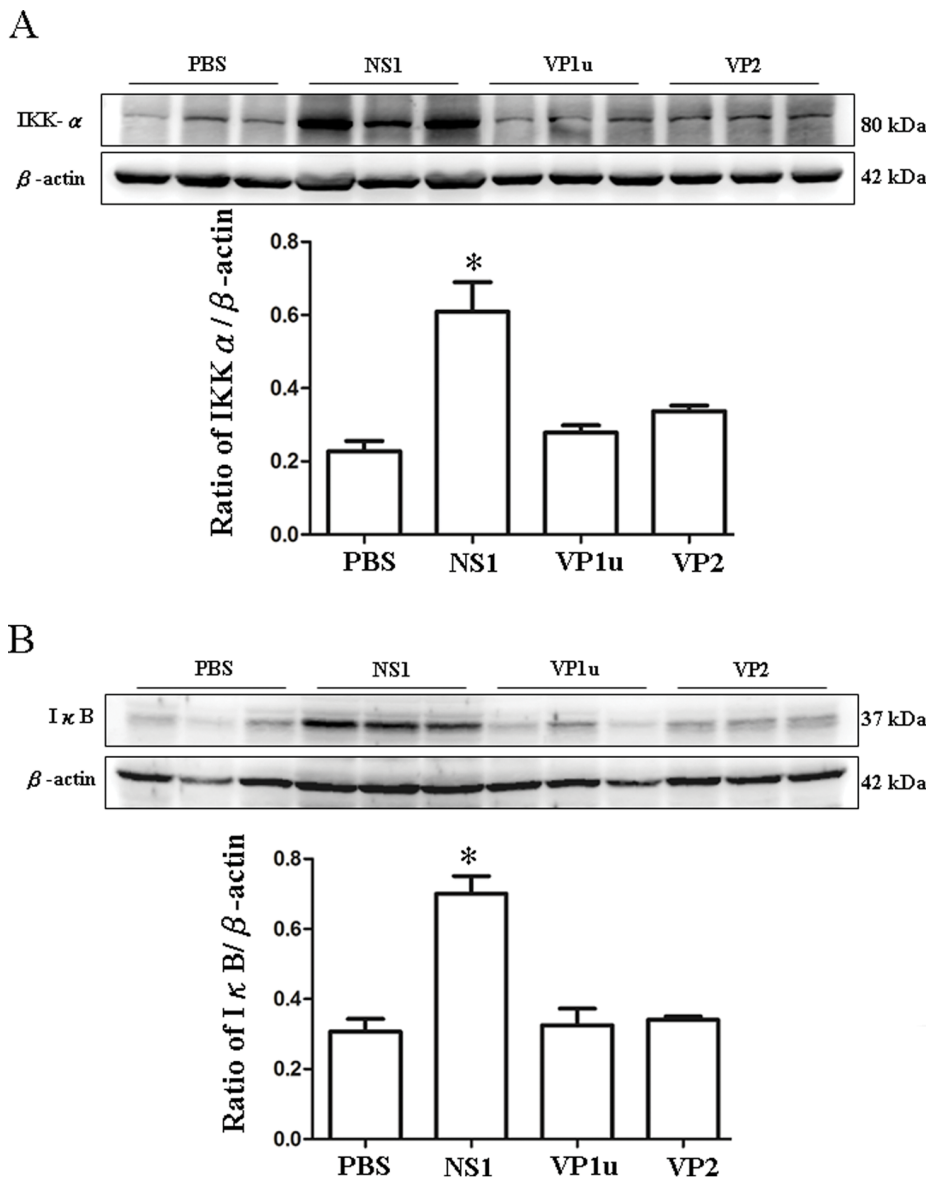 A
PBS NS1 VP1u VP2
IKK-α 80 kDa
β-actin 42 kDa
Ratio of IKK α / β-actin
0.8
*
0.6
0.4
0.2
0.0
PBS NS1 VP1u VP2
B
PBS NS1 VP1u VP2
IκB 37 kDa
β-actin 42 kDa
Ratio of I κ B/ β-actin
0.8
*
0.6
0.4
0.2
0.0
PBS NS1 VP1u VP2